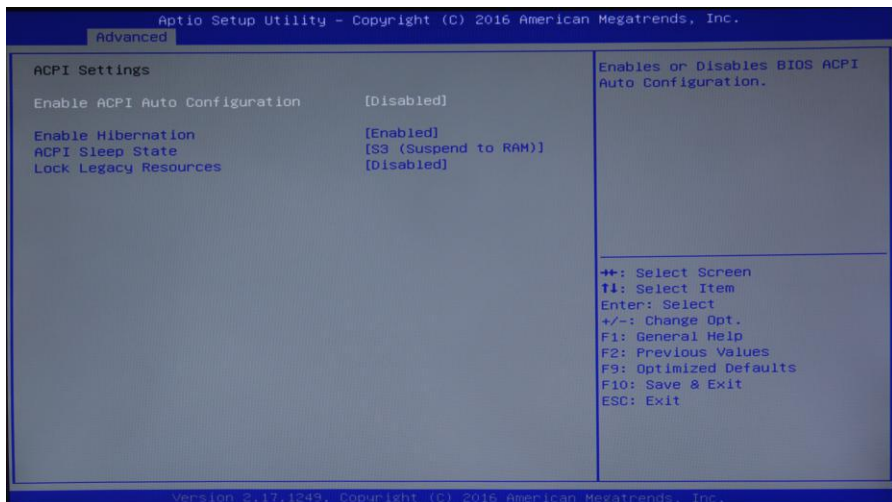 Aptio Setup Utility – Copyright (C) 2016 American Megatrends, Inc.
Advanced
ACPI Settings
Enable ACPI Auto Configuration [Disabled]
Enable Hibernation [Enabled]
ACPI Sleep State [S3 (Suspend to RAM)]
Lock Legacy Resources [Disabled]
Enables or Disables BIOS ACPI
Auto Configuration.
→←: Select Screen
↑↓: Select Item
Enter: Select
+/-: Change Opt.
F1: General Help
F2: Previous Values
F9: Optimized Defaults
F10: Save & Exit
ESC: Exit
Version 2.17.1249. Copyright (C) 2016 American Megatrends, Inc.